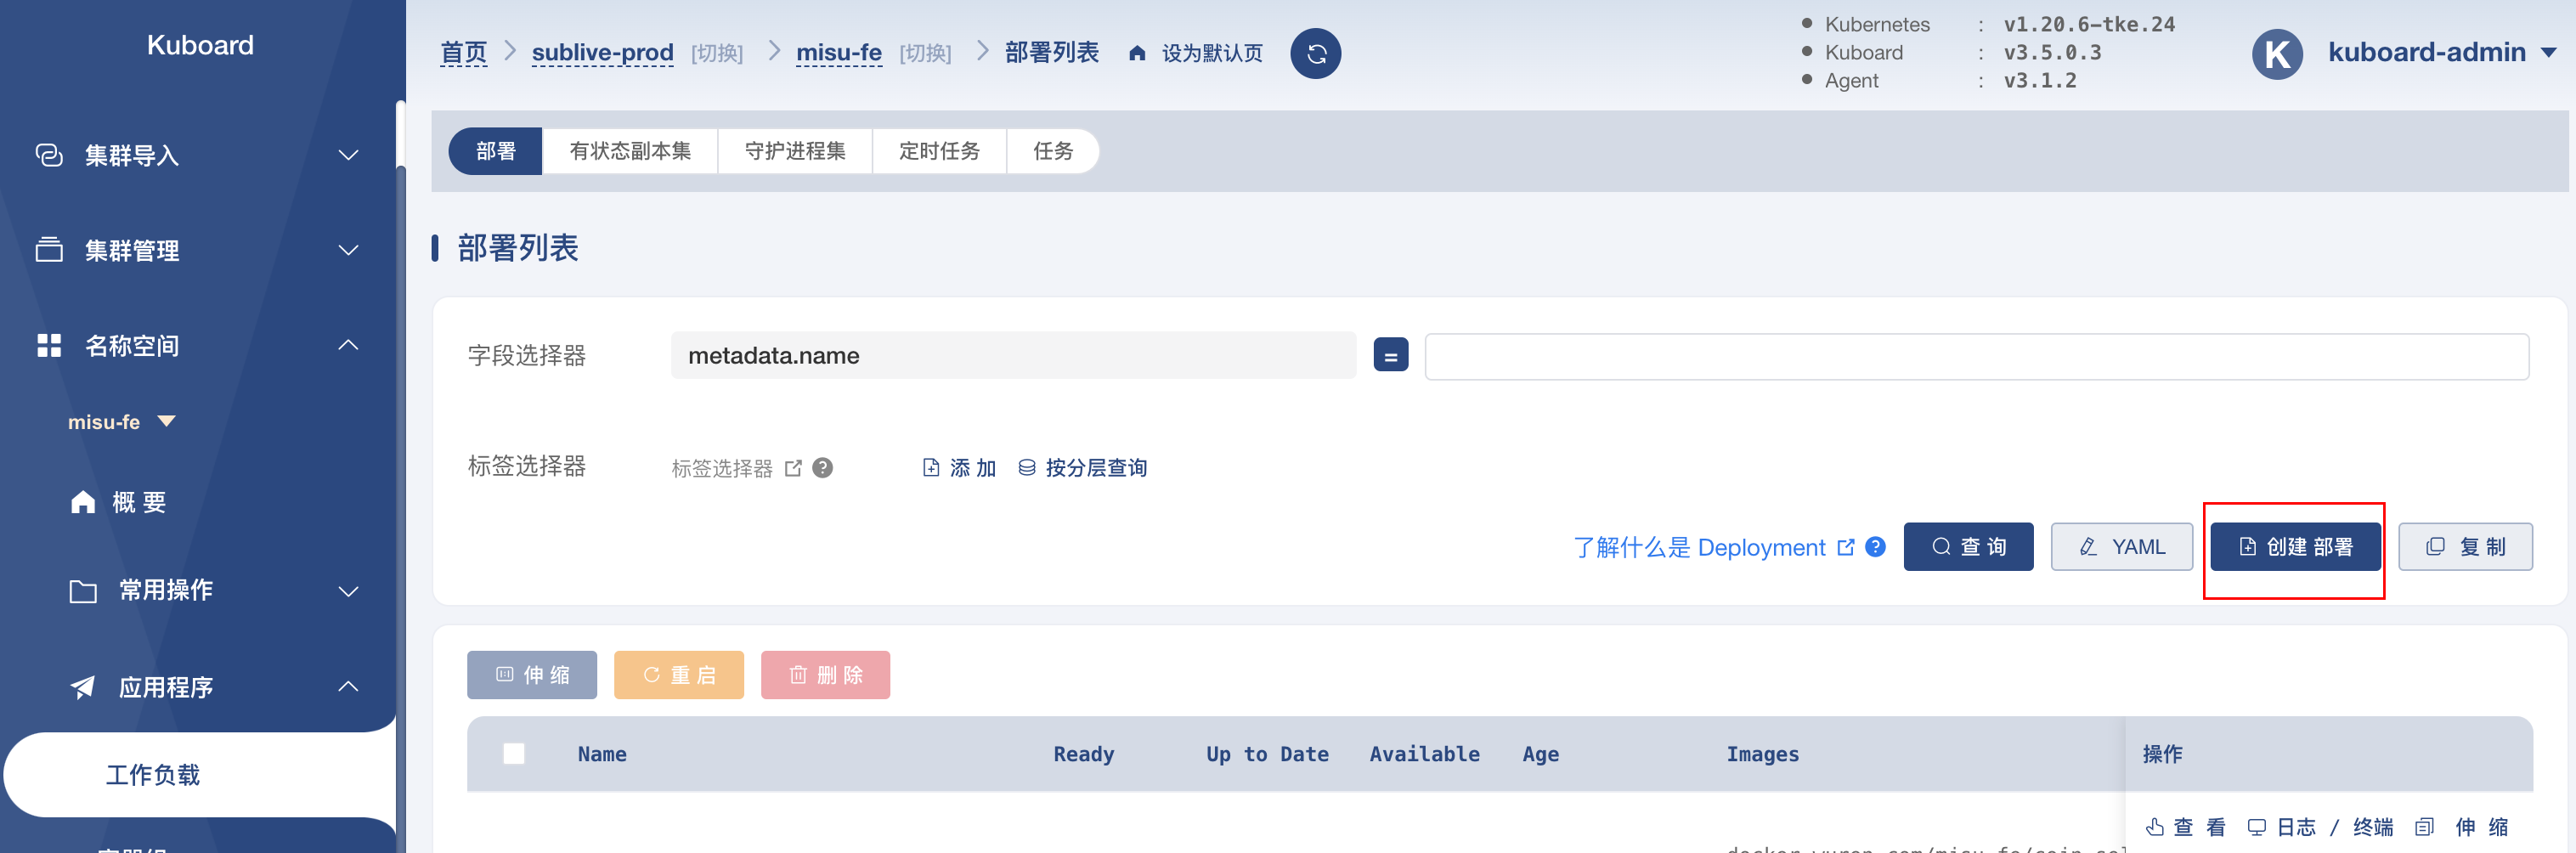 Kuboard
集群导入
集群管理
名称空间
misu-fe
概 要
常用操作
应用程序
工作负载
首页 sublive-prod [切换] misu-fe [切换] 部署列表 设为默认页
Kubernetes : v1.20.6-tke.24
Kuboard : v3.5.0.3
Agent : v3.1.2
K kuboard-admin
部署 有状态副本集 守护进程集 定时任务 任务
部署列表
字段选择器 metadata.name =
标签选择器 标签选择器 添 加 按分层查询
了解什么是 Deployment 查 询 YAML 创建 部署 复 制
伸 缩 重 启 删 除
Name Ready Up to Date Available Age Images 操作
查 看 日志 / 终端 伸 缩